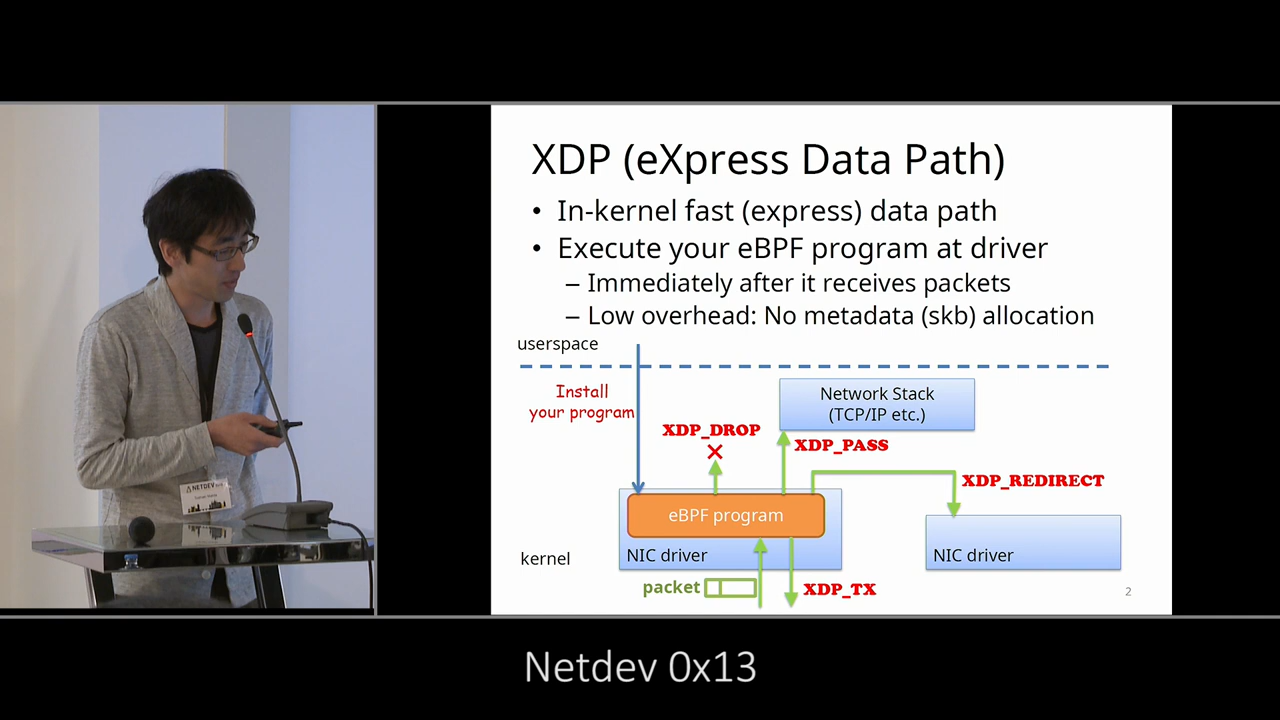 XDP (eXpress Data Path)
• In-kernel fast (express) data path
• Execute your eBPF program at driver
– Immediately after it receives packets
– Low overhead: No metadata (skb) allocation
userspace
Install
your program
Network Stack
(TCP/IP etc.)
XDP_DROP
XDP_PASS
XDP_REDIRECT
eBPF program
NIC driver
NIC driver
kernel
packet
XDP_TX
2
NETDEV
Netdev 0x13